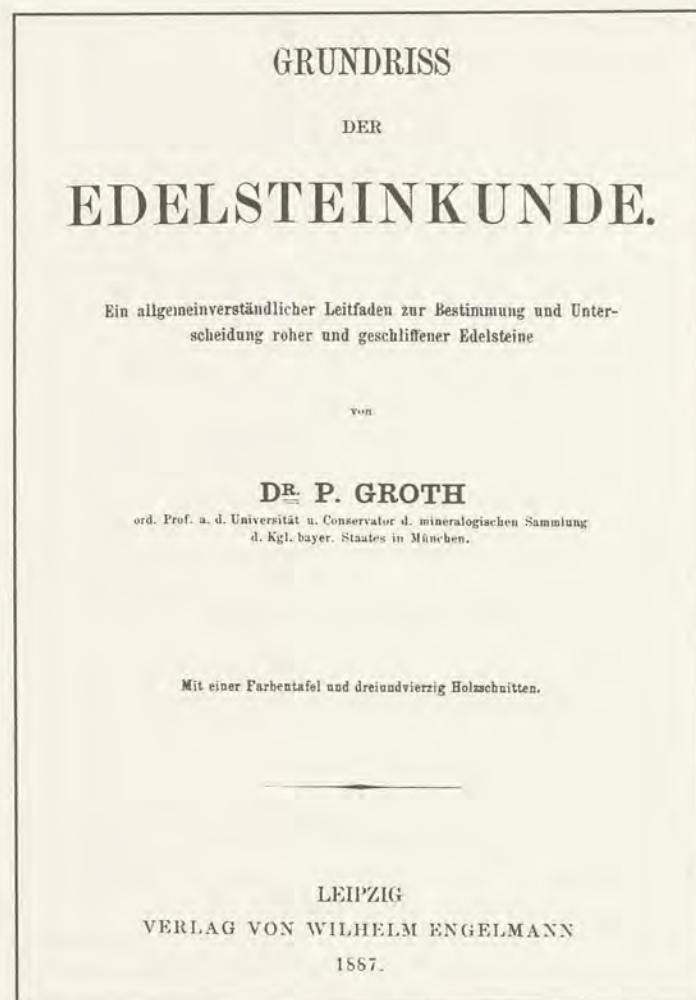 GRUNDRISS
DER
EDELSTEINKUNDE.
Ein allgemeinverständlicher Leitfaden zur Bestimmung und Unter-
scheidung roher und geschliffener Edelsteine
von
DR. P. GROTH
ord. Prof. a. d. Universität u. Conservator d. mineralogischen Sammlung
d. Kgl. bayer. Staates in München.
Mit einer Farbentafel und dreiundvierzig Holzschnitten.
LEIPZIG
VERLAG VON WILHELM ENGELMANN
1887.